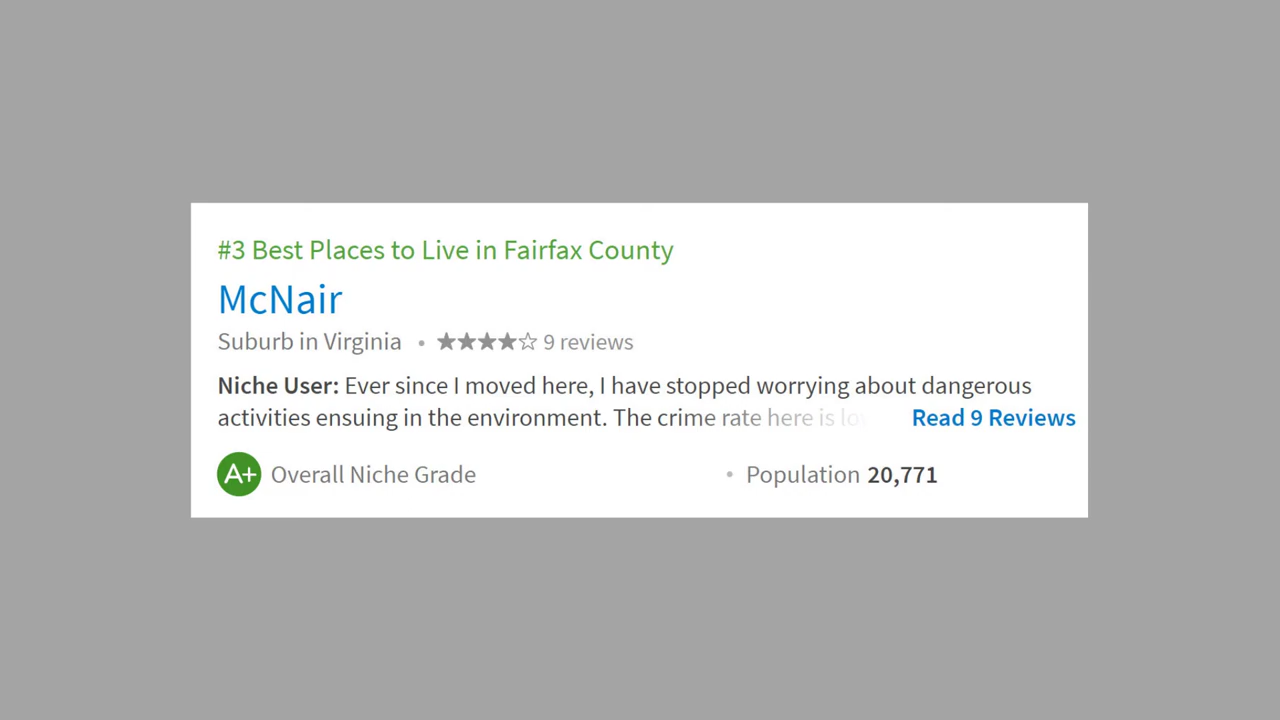 #3 Best Places to Live in Fairfax County
McNair
Suburb in Virginia • ★★★★☆ 9 reviews
Niche User: Ever since I moved here, I have stopped worrying about dangerous
activities ensuing in the environment. The crime rate here is Read 9 Reviews
A+ Overall Niche Grade • Population 20,771